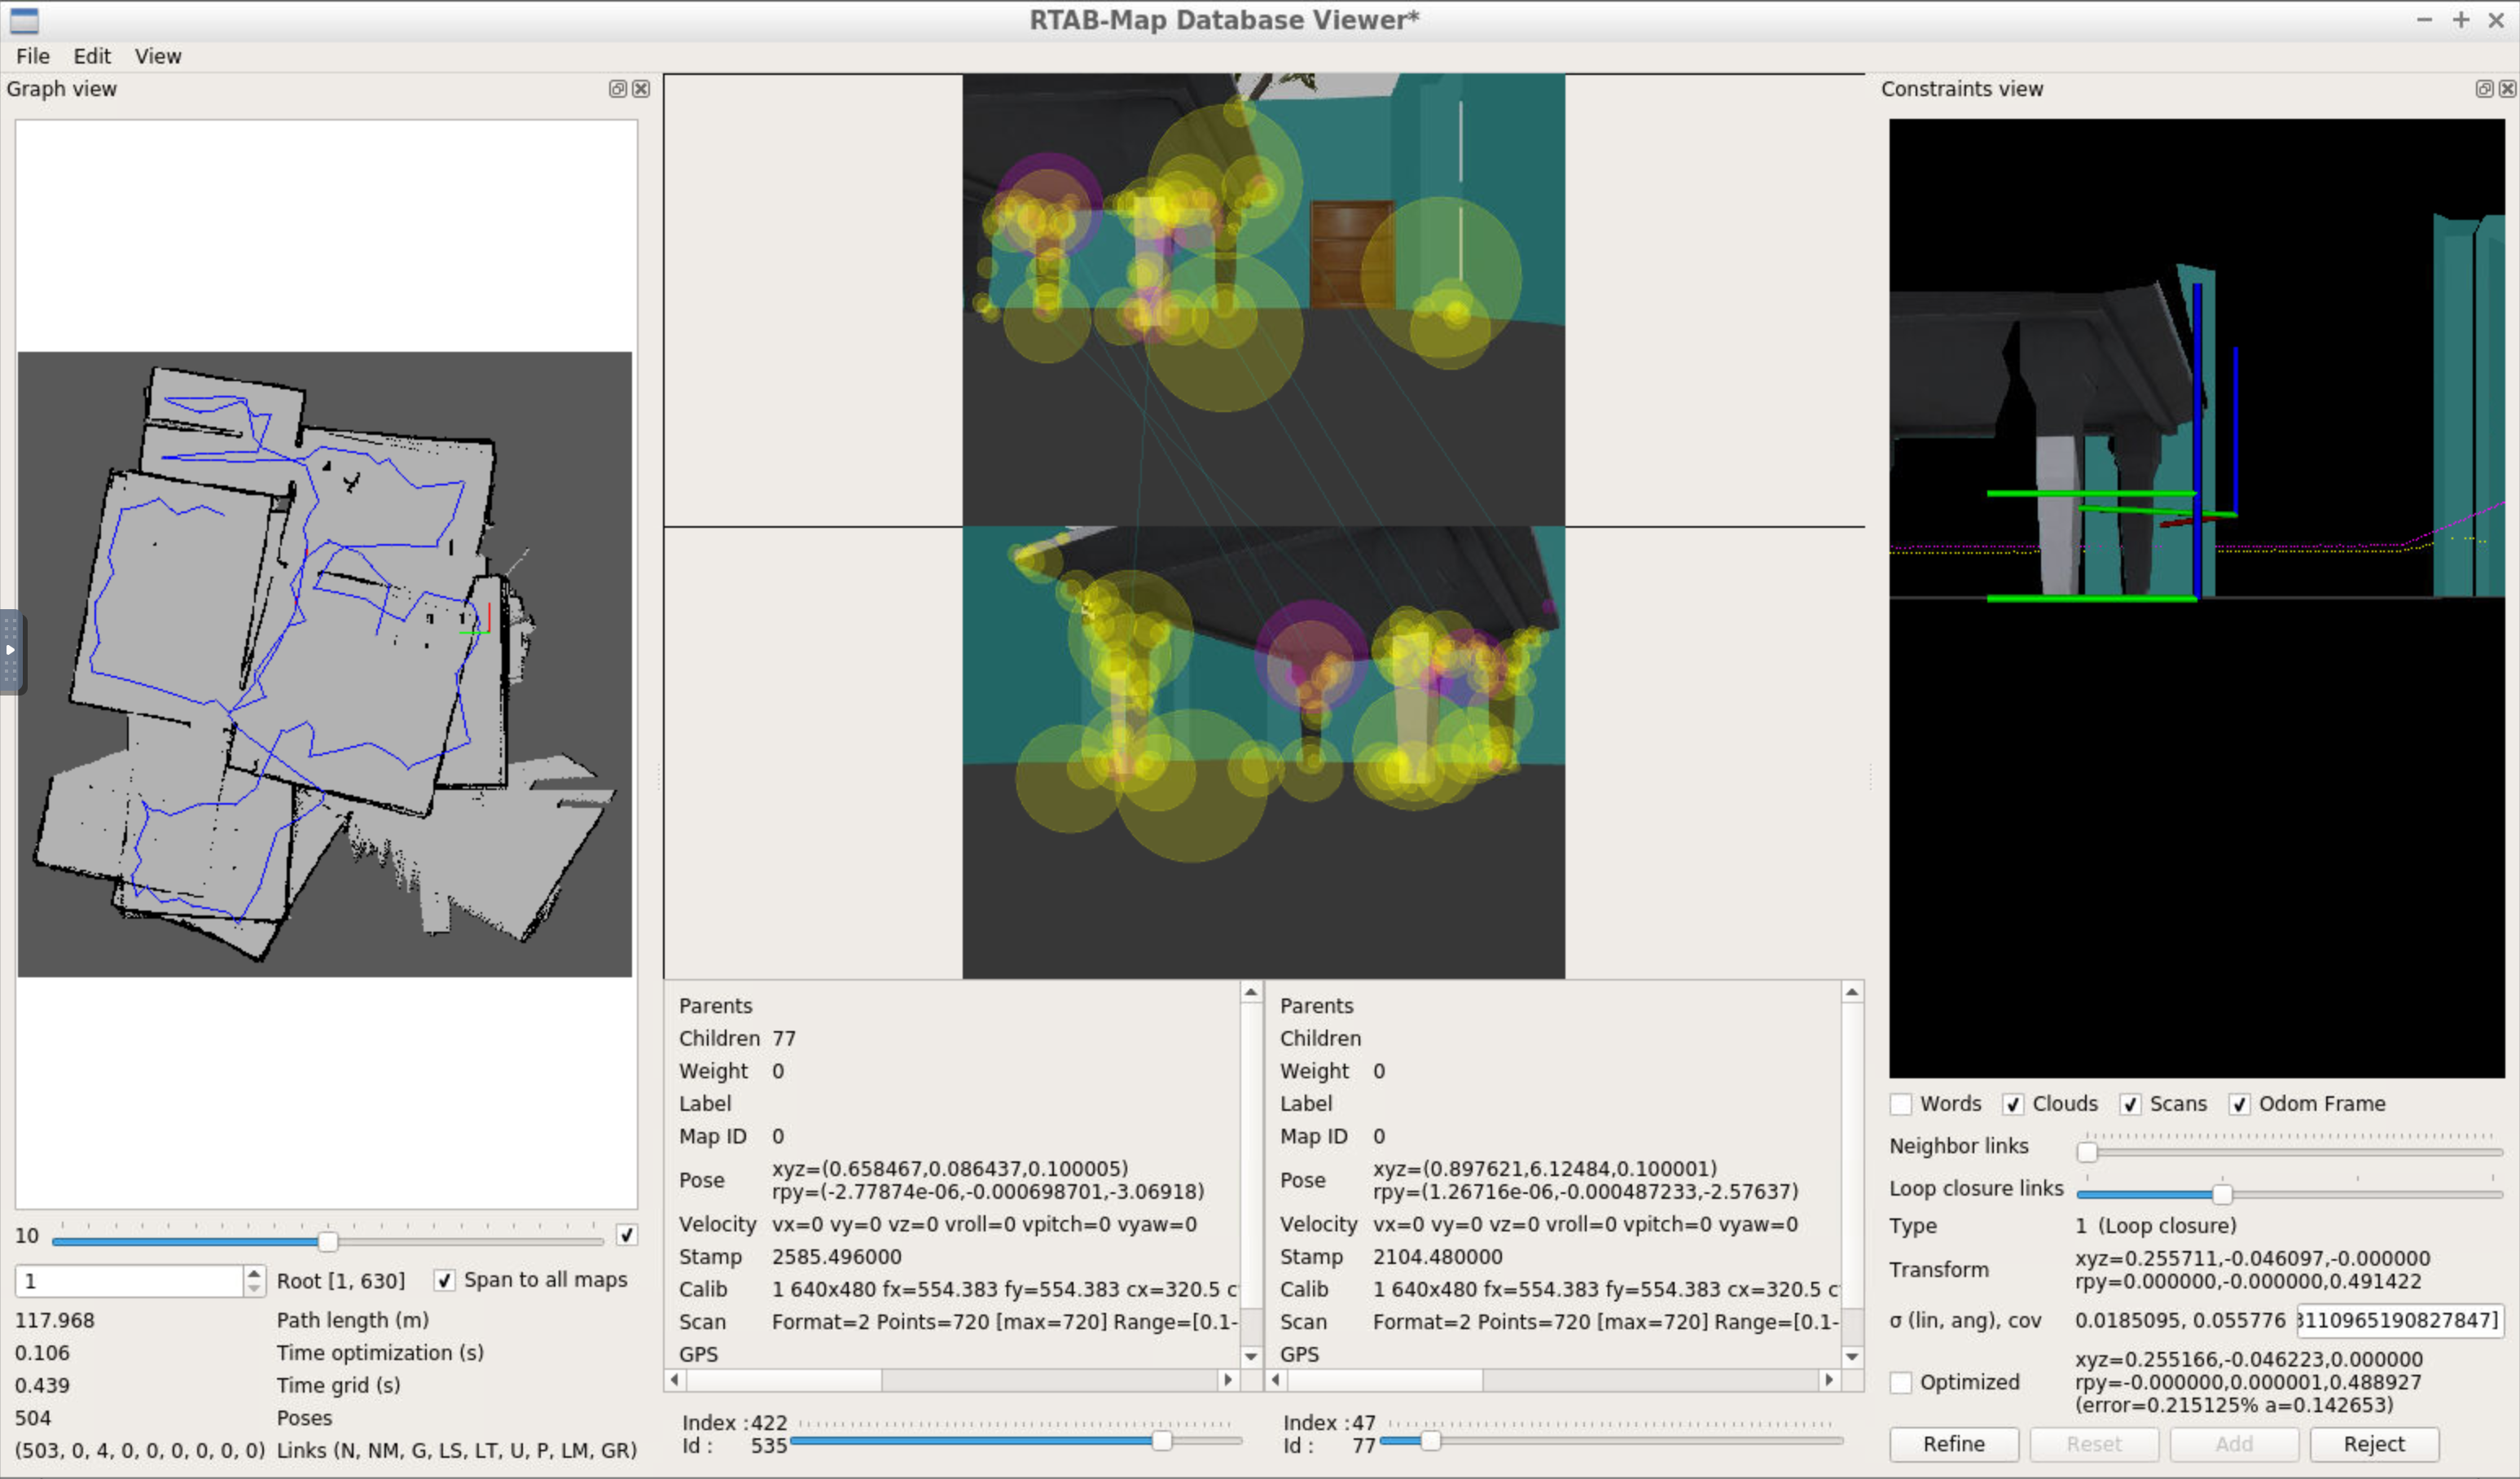 RTAB-Map Database Viewer*
File Edit View
Graph view
Constraints view
10
1 Root [1, 630] Span to all maps
117.968 Path length (m)
0.106 Time optimization (s)
0.439 Time grid (s)
504 Poses
(503, 0, 4, 0, 0, 0, 0, 0, 0) Links (N, NM, G, LS, LT, U, P, LM, GR)
Parents
Children 77
Weight 0
Label
Map ID 0
Pose xyz=(0.658467,0.086437,0.100005)
rpy=(-2.77874e-06,-0.000698701,-3.06918)
Velocity vx=0 vy=0 vz=0 vroll=0 vpitch=0 vyaw=0
Stamp 2585.496000
Calib 1 640x480 fx=554.383 fy=554.383 cx=320.5 c
Scan Format=2 Points=720 [max=720] Range=[0.1-
GPS
Index :422
Id : 535
Parents
Children
Weight 0
Label
Map ID 0
Pose xyz=(0.897621,6.12484,0.100001)
rpy=(1.26716e-06,-0.000487233,-2.57637)
Velocity vx=0 vy=0 vz=0 vroll=0 vpitch=0 vyaw=0
Stamp 2104.480000
Calib 1 640x480 fx=554.383 fy=554.383 cx=320.5 c
Scan Format=2 Points=720 [max=720] Range=[0.1-
GPS
Index :47
Id : 77
Words Clouds Scans Odom Frame
Neighbor links
Loop closure links
Type 1 (Loop closure)
Transform xyz=0.255711,-0.046097,-0.000000
rpy=0.000000,-0.000000,0.491422
σ (lin, ang), cov 0.0185095, 0.055776 3110965190827847]
Optimized xyz=0.255166,-0.046223,0.000000
rpy=-0.000000,0.000001,0.488927
(error=0.215125% a=0.142653)
Refine Reset Add Reject